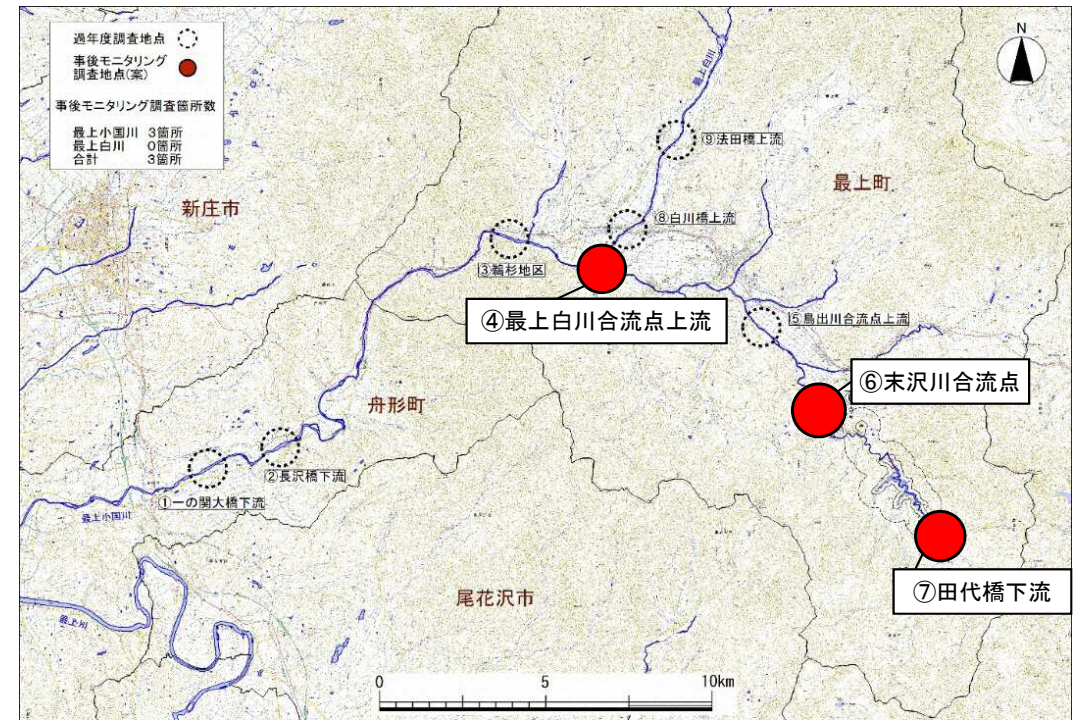 過年度調査地点
事後モニタリング
調査地点(案)
事後モニタリング調査箇所数
最上小国川 3箇所
最上白川 0箇所
合計 3箇所
N
最上白川
⑨法田橋上流
最上町
新庄市
⑧白川橋上流
③鵜杉地区
④最上白川合流点上流
⑤鳥出川合流点上流
⑥末沢川合流点
舟形町
②長沢橋下流
①一の関大橋下流
最上小国川
⑦田代橋下流
尾花沢市
最上川
0 5 10km